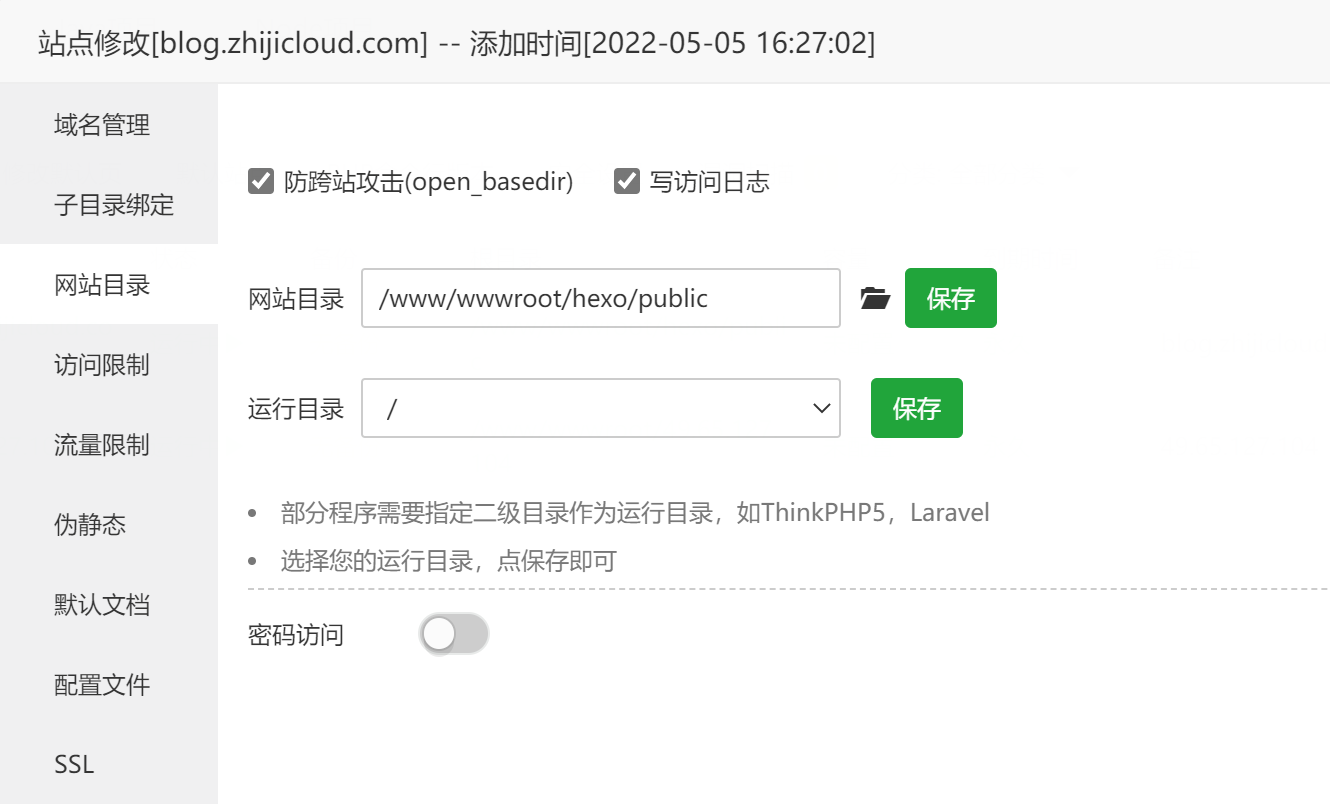 站点修改[blog.zhijicloud.com] -- 添加时间[2022-05-05 16:27:02]
域名管理
子目录绑定
网站目录
访问限制
流量限制
伪静态
默认文档
配置文件
SSL
防跨站攻击(open_basedir) 写访问日志
网站目录 /www/wwwroot/hexo/public 保存
运行目录 / 保存
• 部分程序需要指定二级目录作为运行目录，如ThinkPHP5，Laravel
• 选择您的运行目录，点保存即可
密码访问